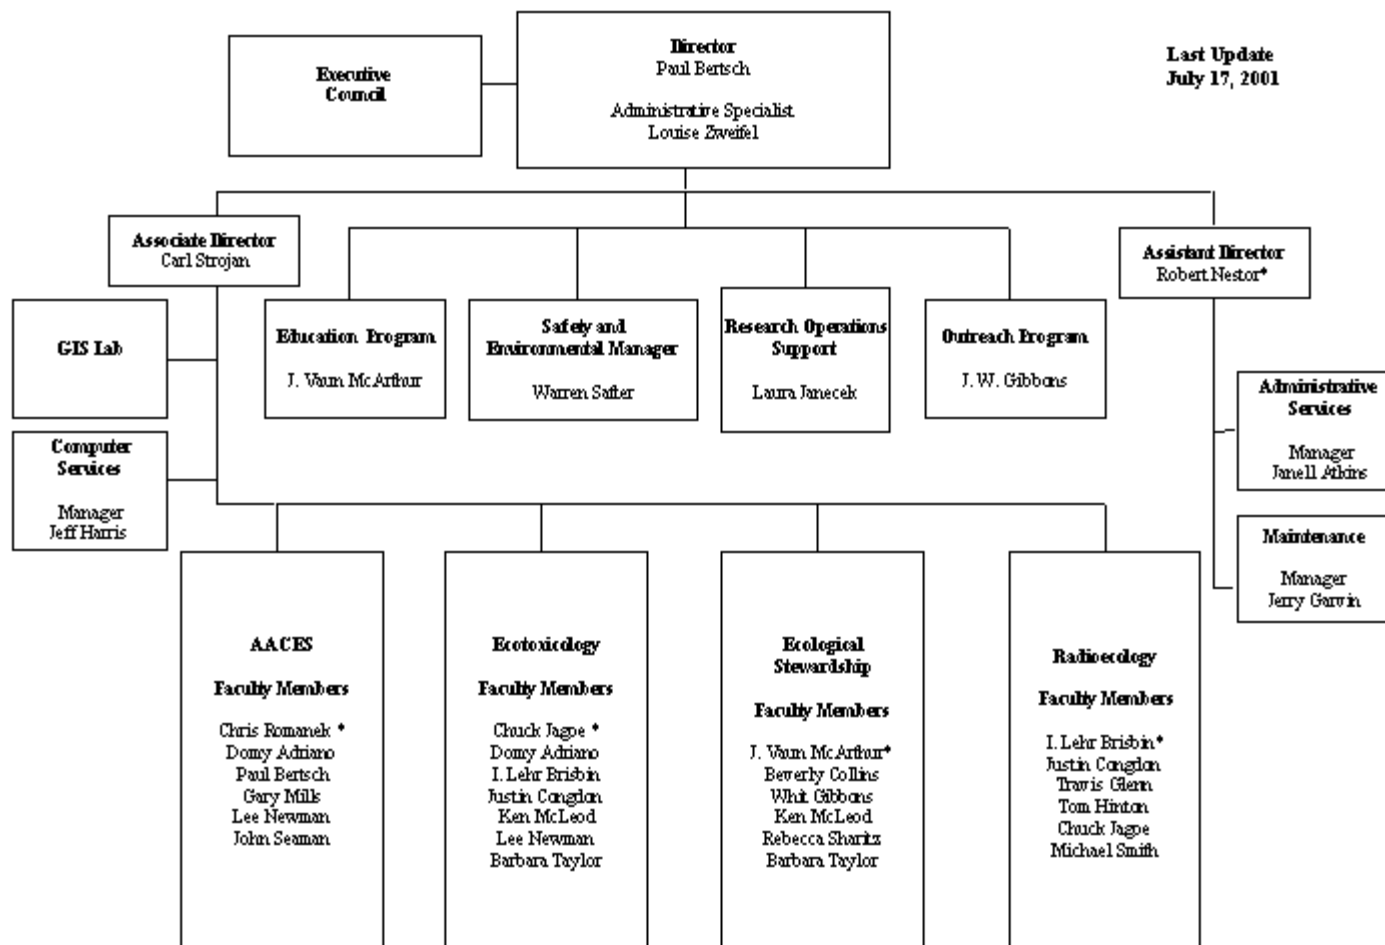 Executive
Council
Director
Paul Bertsch
Administrative Specialist
Louise Zweifel
Last Update
July 17, 2001
Associate Director
Carl Strojan
Assistant Director
Robert Nestor*
GIS Lab
Education Program
J. Vaun McArthur
Safety and
Environmental Manager
Warren Satter
Research Operations
Support
Laura Janecek
Outreach Program
J.W. Gibbons
Administrative
Services
Manager
Janell Atkins
Computer
Services
Manager
Jeff Harris
Maintenance
Manager
Jerry Garvin
AACES
Faculty Members
Chris Romanek *
Domy Adriano
Paul Bertsch
Gary Mills
Lee Newman
John Seaman
Ecotoxicology
Faculty Members
Chuck Jagoe *
Domy Adriano
I. Lehr Brisbin
Justin Congdon
Ken McLeod
Lee Newman
Barbara Taylor
Ecological
Stewardship
Faculty Members
J. Vaun McArthur*
Beverly Collins
Whit Gibbons
Ken McLeod
Rebecca Sharitz
Barbara Taylor
Radioecology
Faculty Members
I. Lehr Brisbin*
Justin Congdon
Travis Glenn
Tom Hinton
Chuck Jagoe
Michael Smith